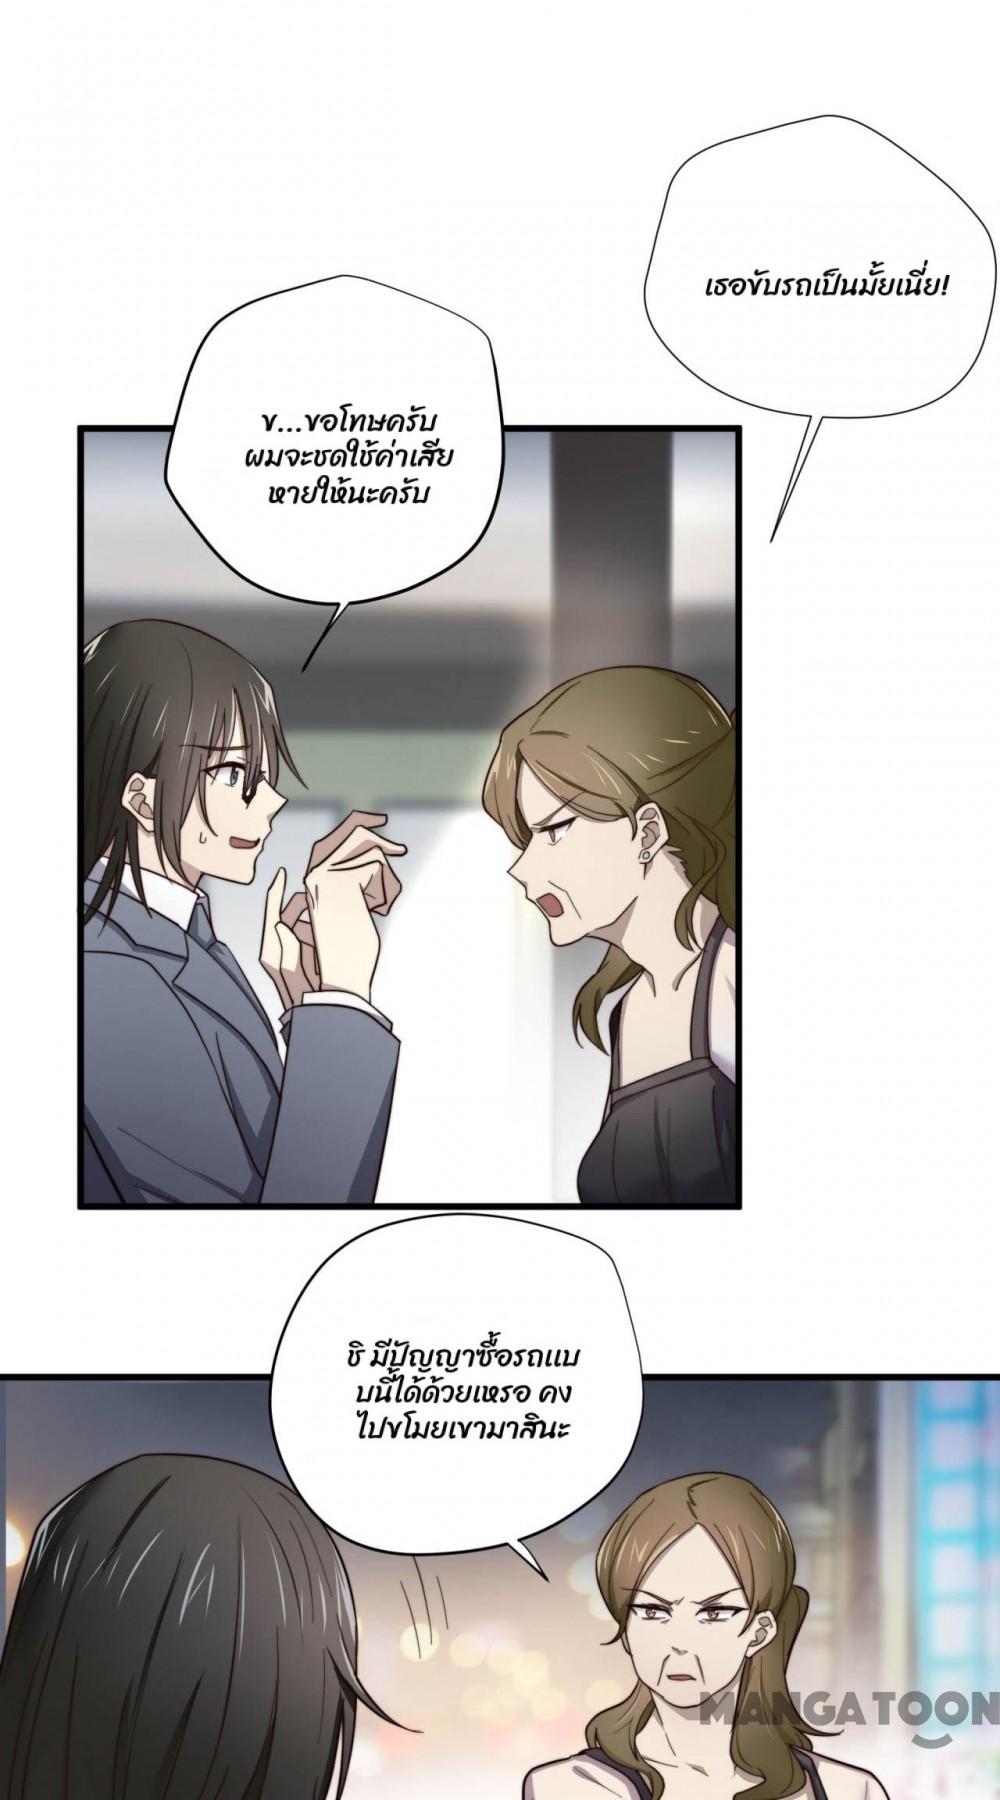 เธอขับรถเป็นมั้ยเนี่ย!
ข...ขอโทษครับ
ผมจะชดใช้ค่าเสีย
หายให้นะครับ
ชิ มีปัญญาซื้อรถแบ
บนี้ได้ด้วยเหรอ คง
ไปขโมยเขามาสินะ
MANGATOON